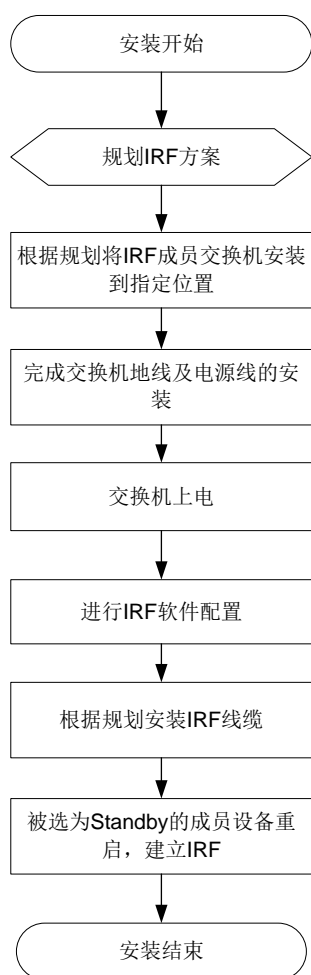 安装开始
规划IRF方案
根据规划将IRF成员交换机安装
到指定位置
完成交换机地线及电源线的安
装
交换机上电
进行IRF软件配置
根据规划安装IRF线缆
被选为Standby的成员设备重
启，建立IRF
安装结束